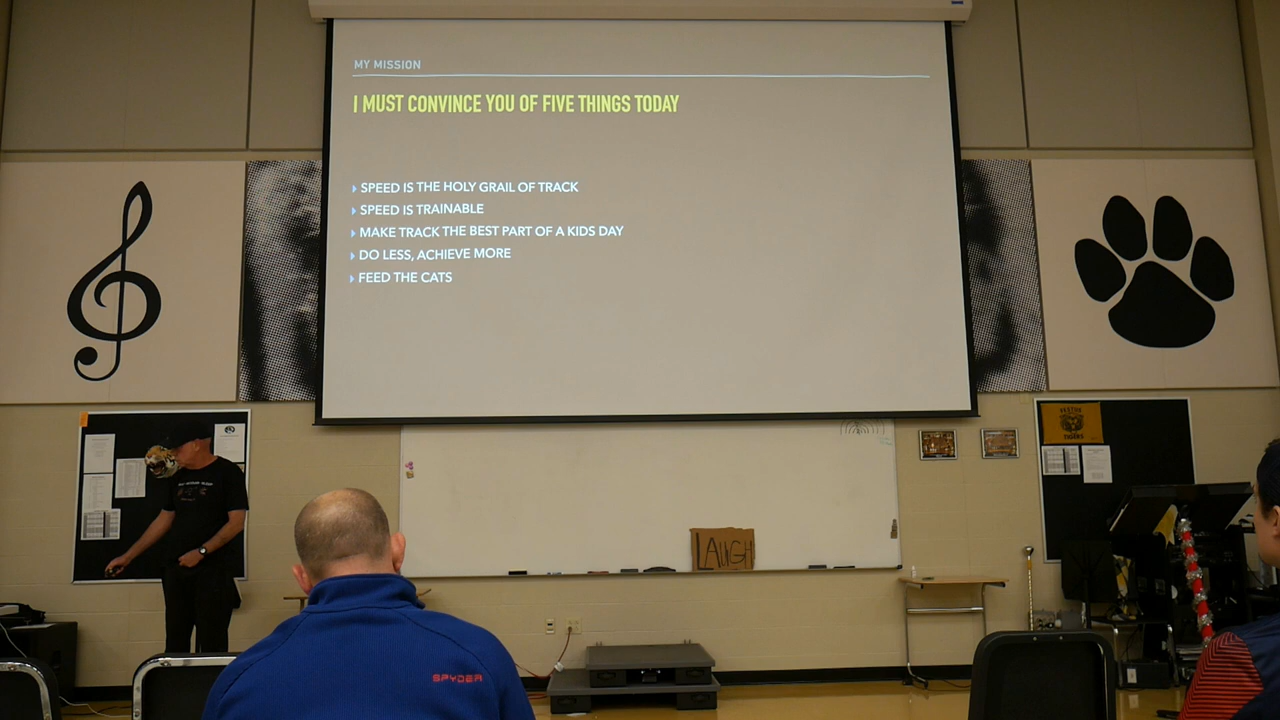 MY MISSION
I MUST CONVINCE YOU OF FIVE THINGS TODAY
SPEED IS THE HOLY GRAIL OF TRACK
SPEED IS TRAINABLE
MAKE TRACK THE BEST PART OF A KIDS DAY
DO LESS, ACHIEVE MORE
FEED THE CATS
TIGERS
LAUGH
SPYDER